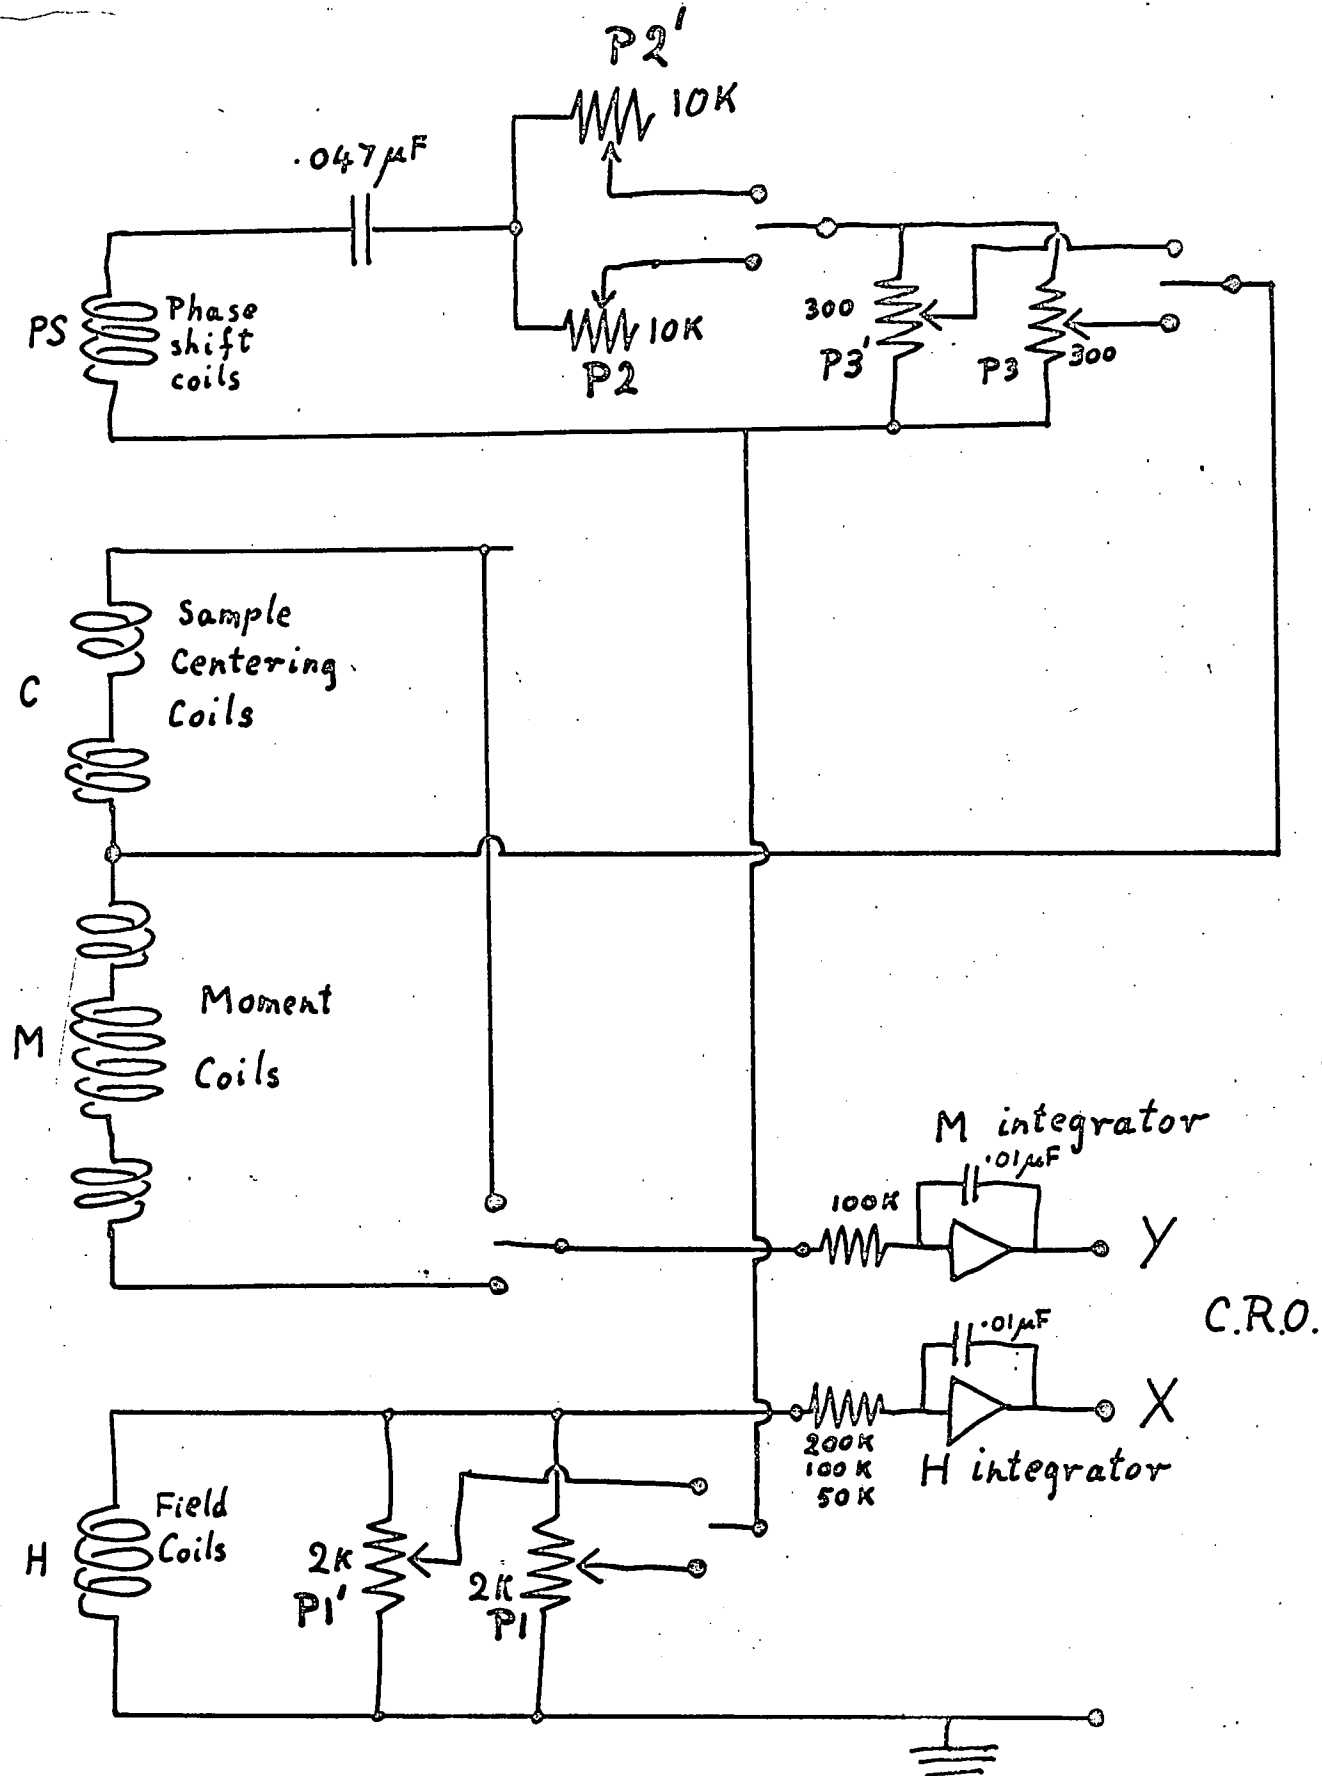 P2'
10K
.047µF
PS
Phase
shift
coils
10K
P2
300
P3'
P3
300
C
Sample
Centering
Coils
M
Moment
Coils
M integrator
.01µF
100K
Y
C.R.O.
.01µF
X
200K
100K
50K
H integrator
H
Field
Coils
2K
P1'
2K
P1